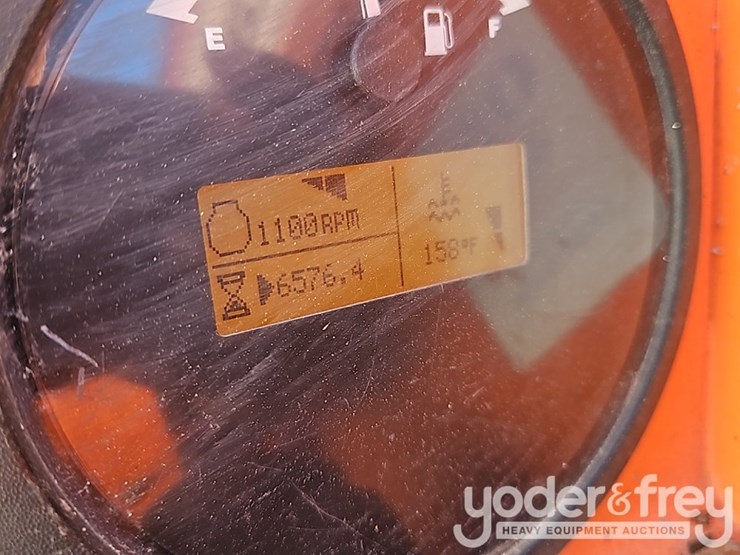 E F
1100RPM
158°F
6576.4
yoder&frey
HEAVY EQUIPMENT AUCTIONS